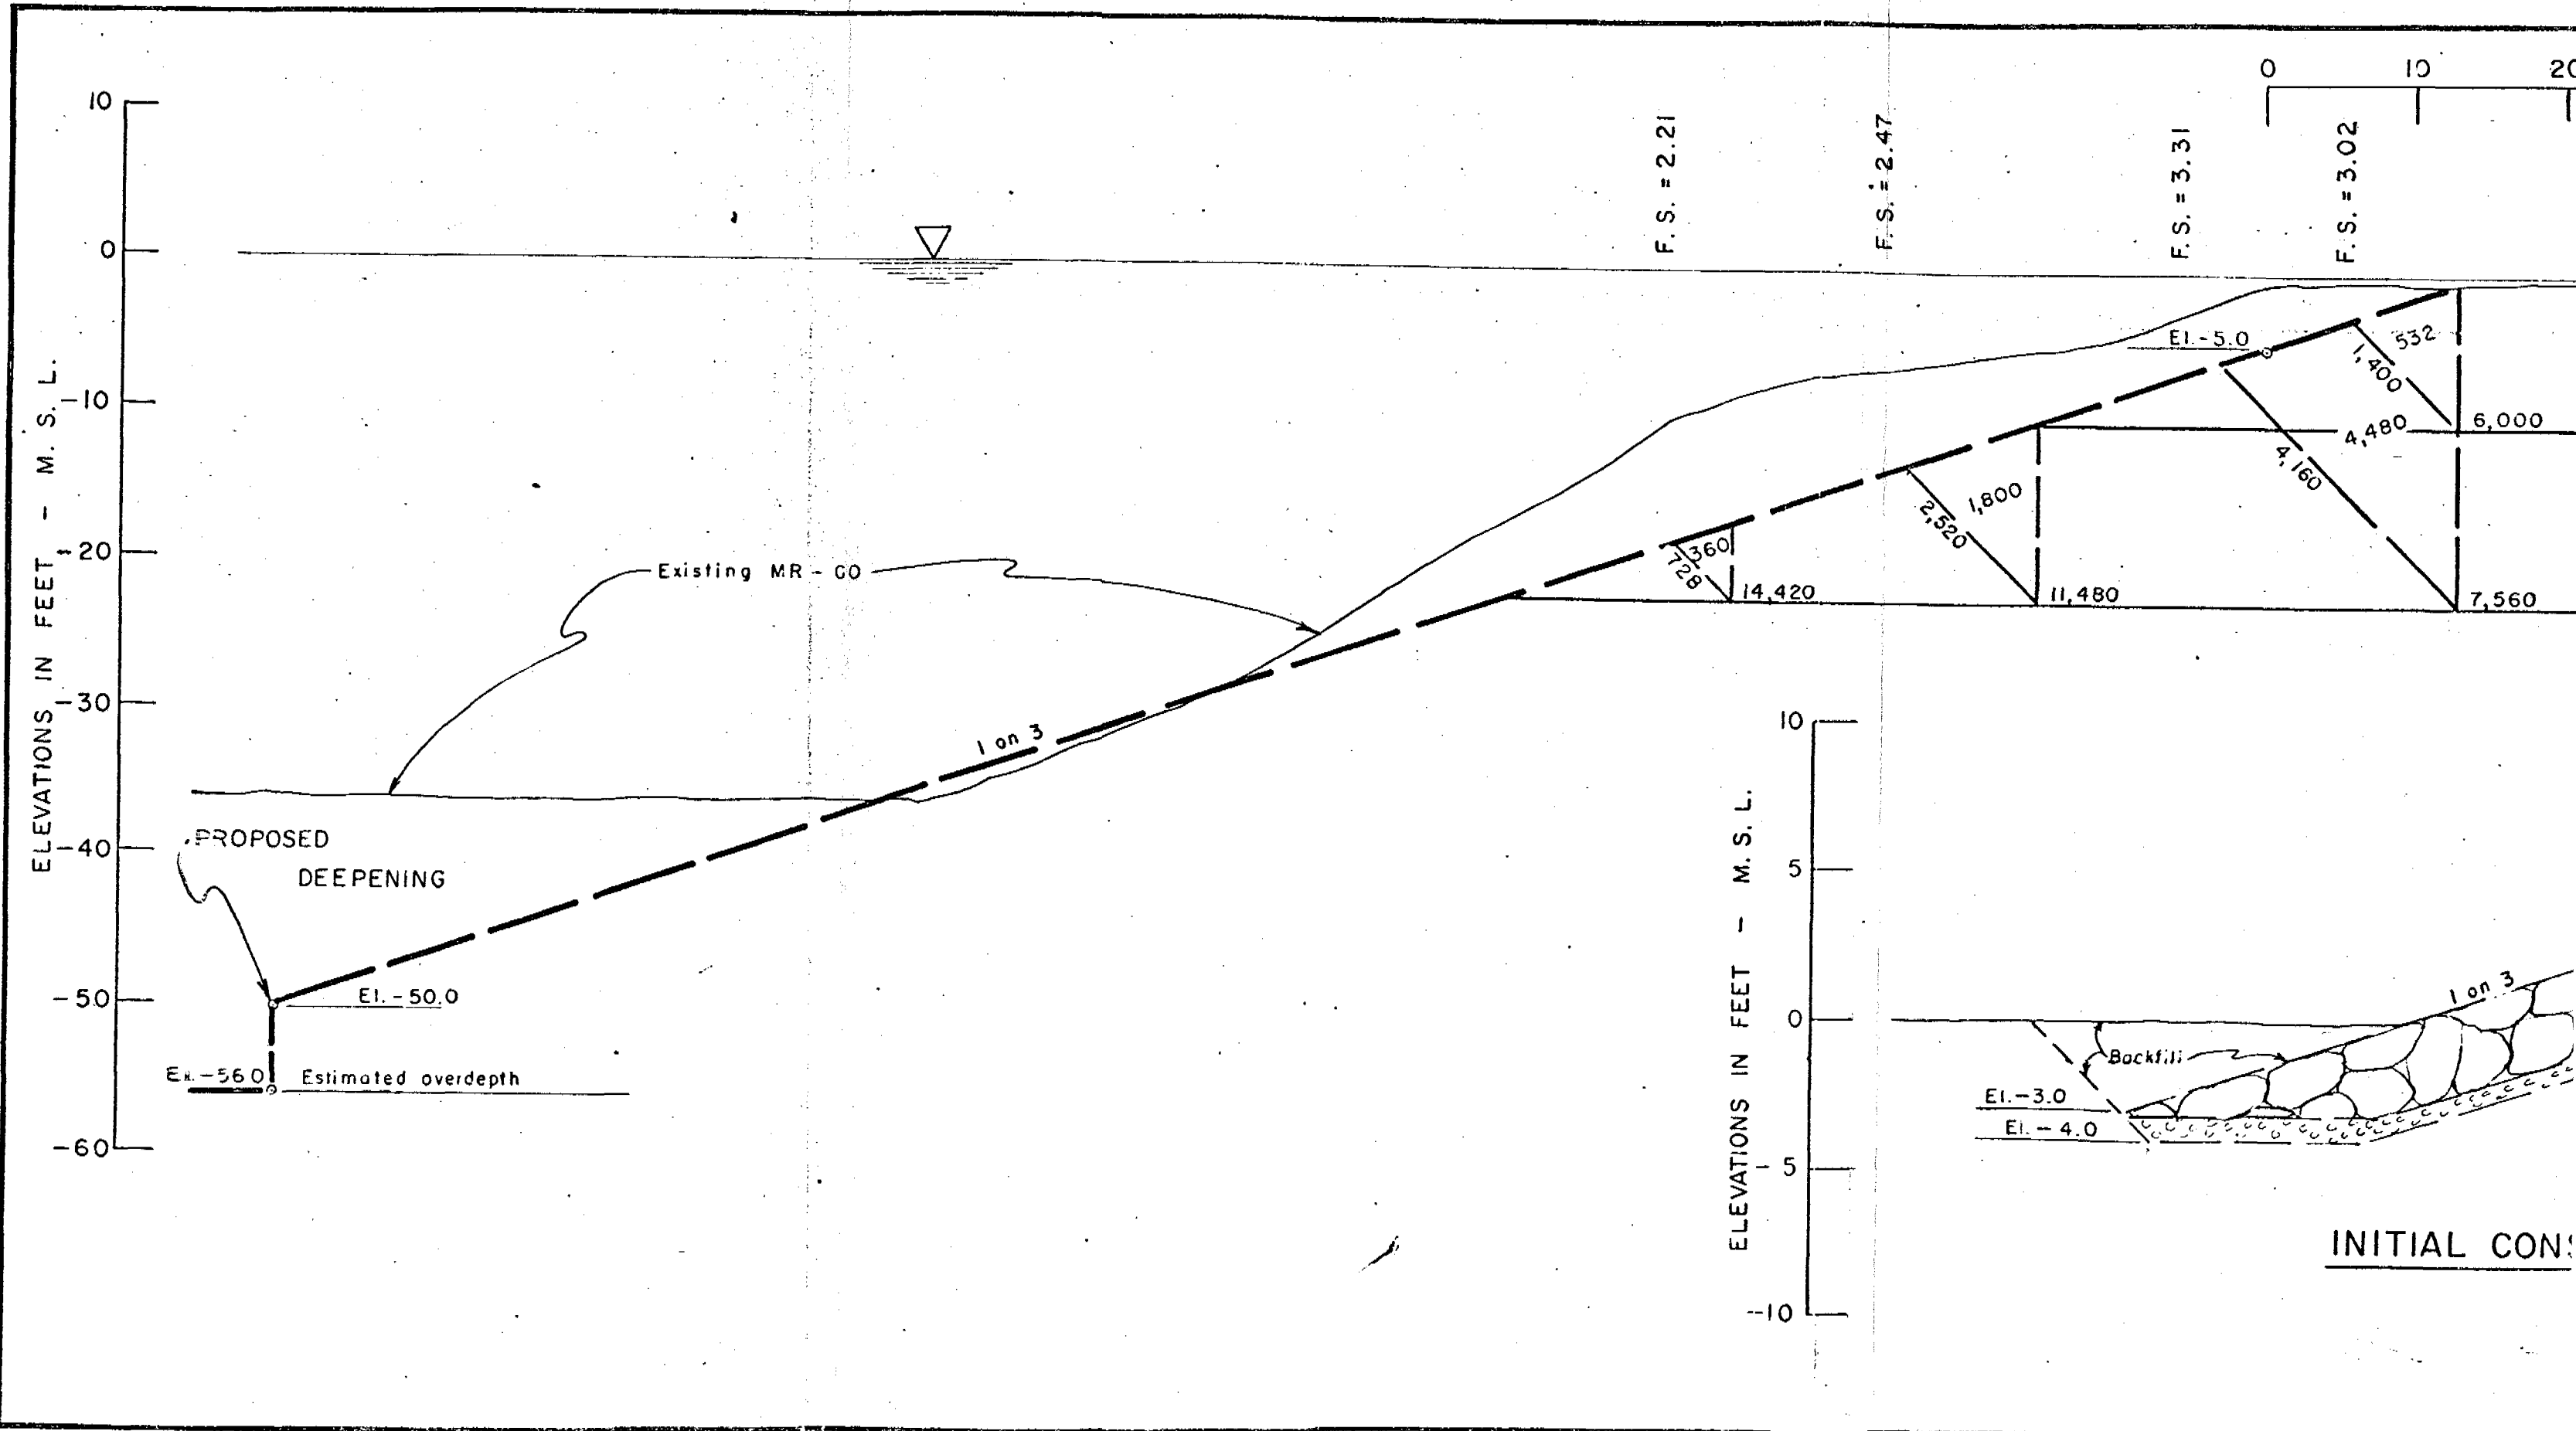 0 10 20
10
0
-10
-20
-30
-40
-50
-60
ELEVATIONS IN FEET - M. S. L.
F. S. = 2.21
F. S. = 2.47
F. S. = 3.31
F. S. = 3.02
El.-5.0
532
1,400
4,480
6,000
4,160
1,800
2,520
360
728
14,420
11,480
7,560
Existing MR-GO
1 on 3
PROPOSED
DEEPENING
El.-50.0
-560
Estimated overdepth
10
5
0
-5
-10
ELEVATIONS IN FEET - M. S. L.
1 on 3
Backfill
El.-3.0
El.-4.0
INITIAL CONS